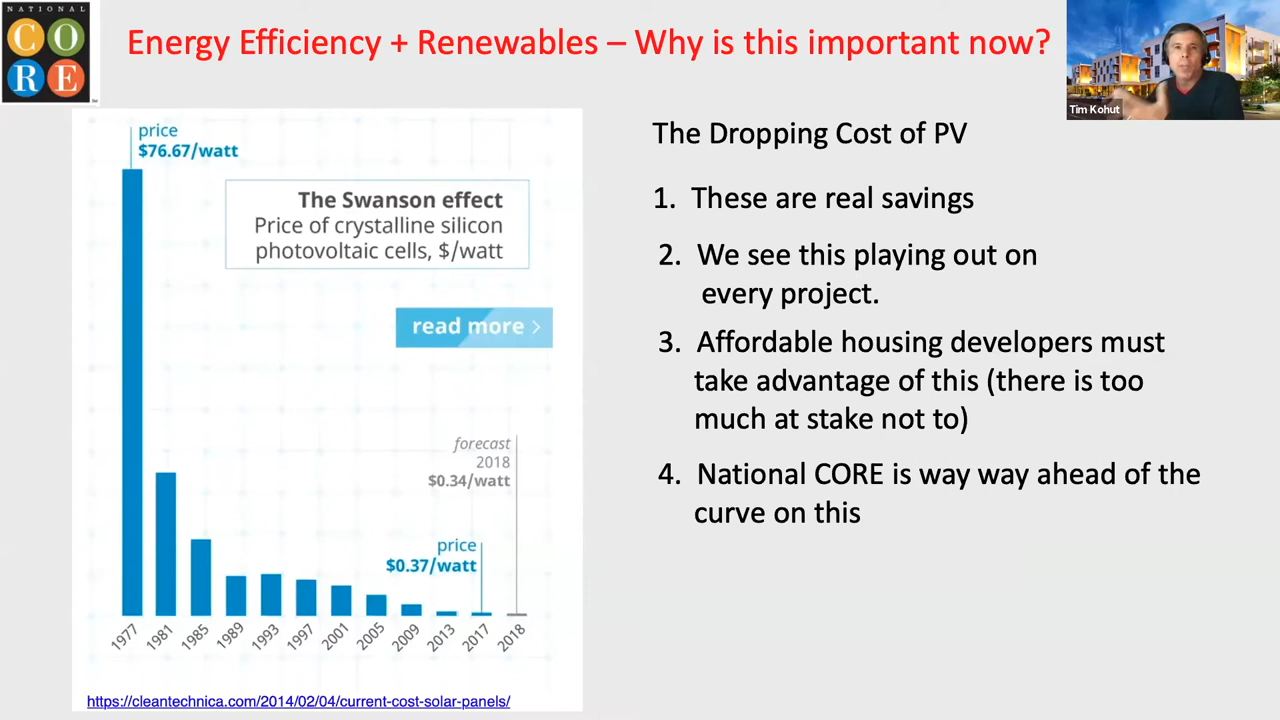 NATIONAL
CO
RE
Energy Efficiency + Renewables – Why is this important now?
Tim Kohut
price
$76.67/watt
The Swanson effect
Price of crystalline silicon
photovoltaic cells, $/watt
read more >
forecast
2018
$0.34/watt
price
$0.37/watt
1977 1981 1985 1989 1993 1997 2001 2005 2009 2013 2017 2018
https://cleantechnica.com/2014/02/04/current-cost-solar-panels/
The Dropping Cost of PV
1. These are real savings
2. We see this playing out on
every project.
3. Affordable housing developers must
take advantage of this (there is too
much at stake not to)
4. National CORE is way way ahead of the
curve on this